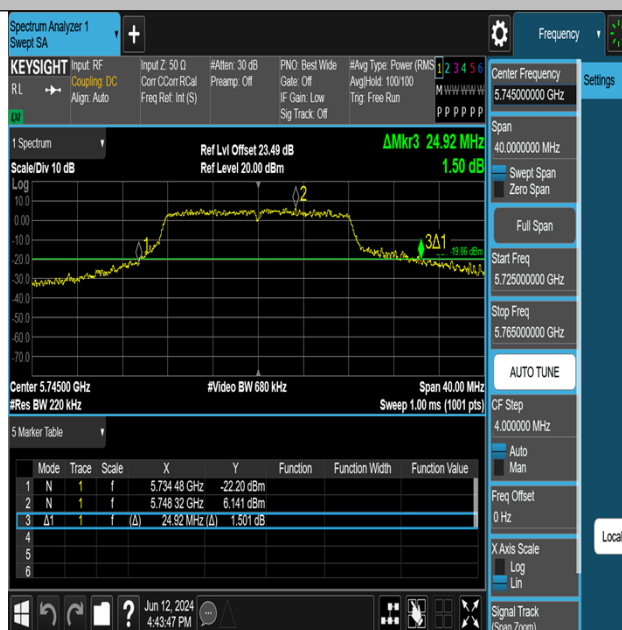 Spectrum Analyzer 1
Swept SA
Frequency
KEYSIGHT
RL
Input: RF
Coupling: DC
Align: Auto
Input Z: 50 Ω
Corr CCorr RCal
Freq Ref: Int (S)
#Atten: 30 dB
Preamp: Off
PNO: Best Wide
Gate: Off
IF Gain: Low
Sig Track: Off
#Avg Type: Power (RMS
Avg|Hold: 100/100
Trig: Free Run
1 2 3 4 5 6
M W W W W W
P P P P P P
LXI
1 Spectrum
Scale/Div 10 dB
Ref Lvl Offset 23.49 dB
Ref Level 20.00 dBm
ΔMkr3 24.92 MHz
1.50 dB
Log
10.0
0.00
-10.0
-20.0
-30.0
-40.0
-50.0
-60.0
-70.0
1
2
3Δ1
-19.86 dBm
Center 5.74500 GHz
#Res BW 220 kHz
#Video BW 680 kHz
Span 40.00 MHz
Sweep 1.00 ms (1001 pts)
5 Marker Table
Mode Trace Scale X Y Function Function Width Function Value
1 N 1 f 5.734 48 GHz -22.20 dBm
2 N 1 f 5.748 32 GHz 6.141 dBm
3 Δ1 1 f (Δ) 24.92 MHz (Δ) 1.501 dB
4
5
6
Jun 12, 2024
4:43:47 PM
?
Center Frequency
5.745000000 GHz
Settings
Span
40.0000000 MHz
Swept Span
Zero Span
Full Span
Start Freq
5.725000000 GHz
Stop Freq
5.765000000 GHz
AUTO TUNE
CF Step
4.000000 MHz
Auto
Man
Freq Offset
0 Hz
X Axis Scale
Log
Lin
Local
Signal Track
(Span Zoom)